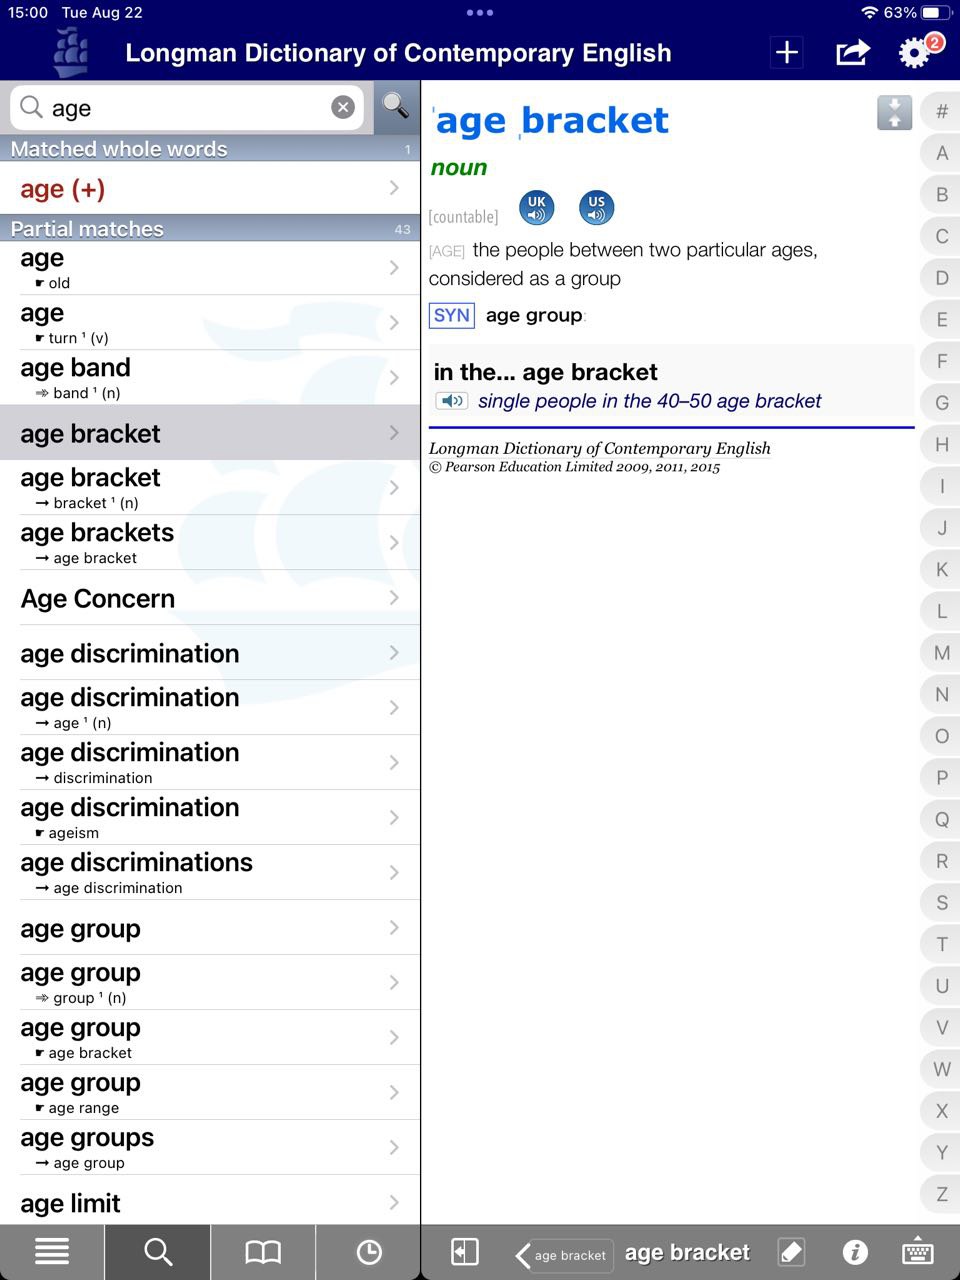 15:00 Tue Aug 22
63%
Longman Dictionary of Contemporary English
2
age
Matched whole words 1
age (+)
Partial matches 43
age
old
age
turn ¹ (v)
age band
⇒ band ¹ (n)
age bracket
age bracket
→ bracket ¹ (n)
age brackets
→ age bracket
Age Concern
age discrimination
age discrimination
→ age ¹ (n)
age discrimination
→ discrimination
age discrimination
ageism
age discriminations
→ age discrimination
age group
age group
⇒ group ¹ (n)
age group
age bracket
age group
age range
age groups
→ age group
age limit
ˈage ˌbracket
noun
[countable] UK US
[AGE] the people between two particular ages,
considered as a group
SYN age group:
in the... age bracket
single people in the 40–50 age bracket
Longman Dictionary of Contemporary English
© Pearson Education Limited 2009, 2011, 2015
#
A
B
C
D
E
F
G
H
I
J
K
L
M
N
O
P
Q
R
S
T
U
V
W
X
Y
Z
age bracket
age bracket